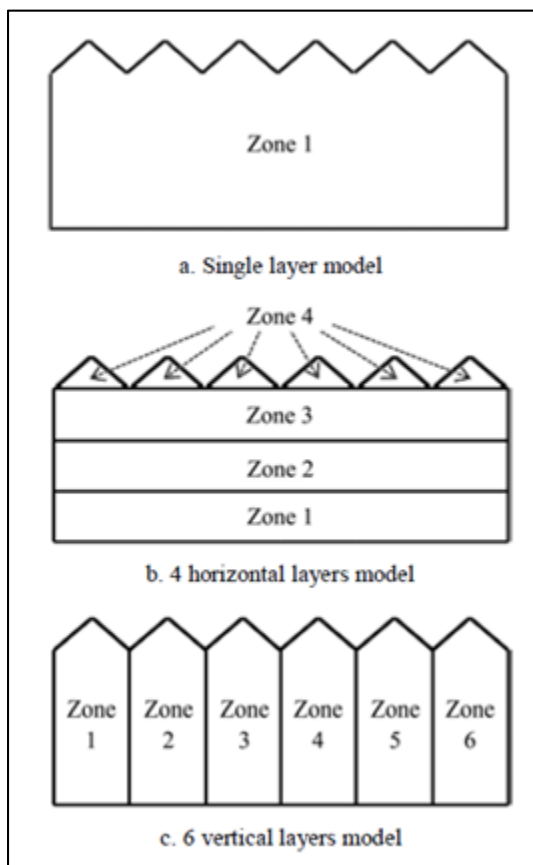 Zone 1
a. Single layer model
Zone 4
Zone 3
Zone 2
Zone 1
b. 4 horizontal layers model
Zone Zone Zone Zone Zone Zone
1 2 3 4 5 6
c. 6 vertical layers model